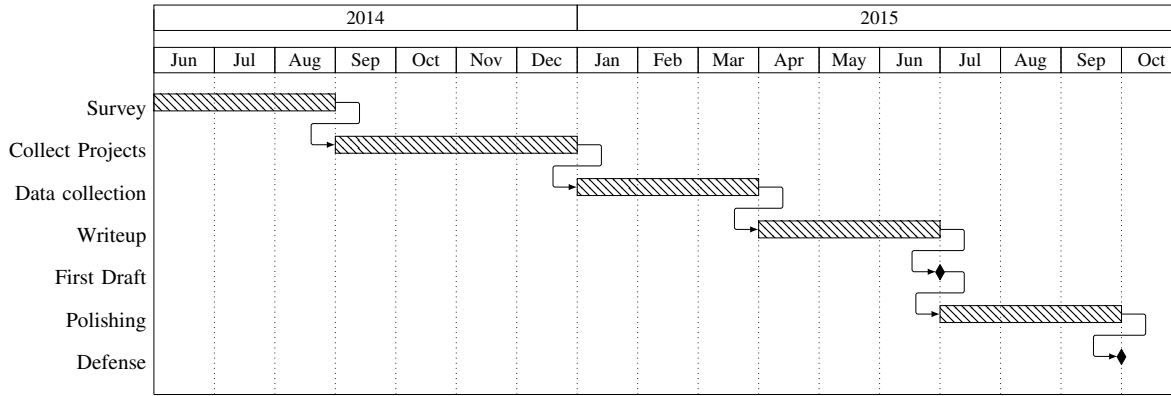 2014 2015
Jun Jul Aug Sep Oct Nov Dec Jan Feb Mar Apr May Jun Jul Aug Sep Oct
Survey
Collect Projects
Data collection
Writeup
First Draft
Polishing
Defense